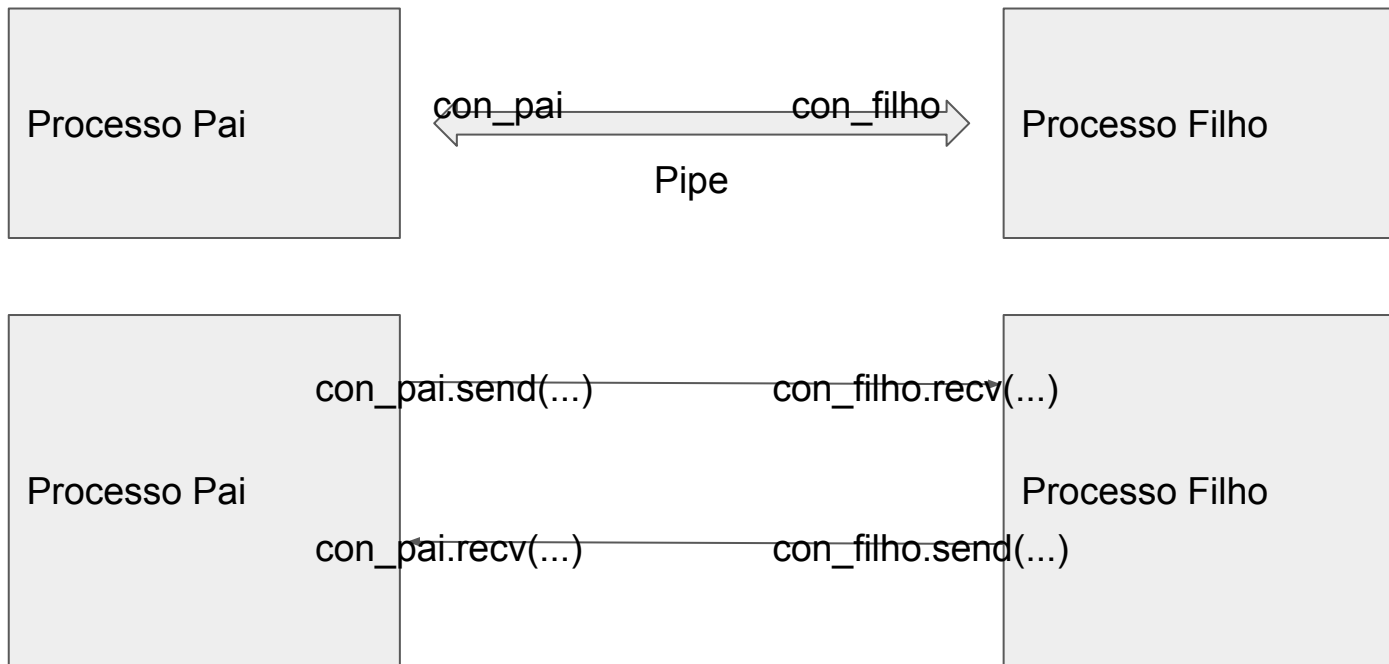 Processo Pai
con_pai
con_filho
Processo Filho
Pipe
con_pai.send(...)
con_filho.recv(...)
Processo Pai
Processo Filho
con_pai.recv(...)
con_filho.send(...)